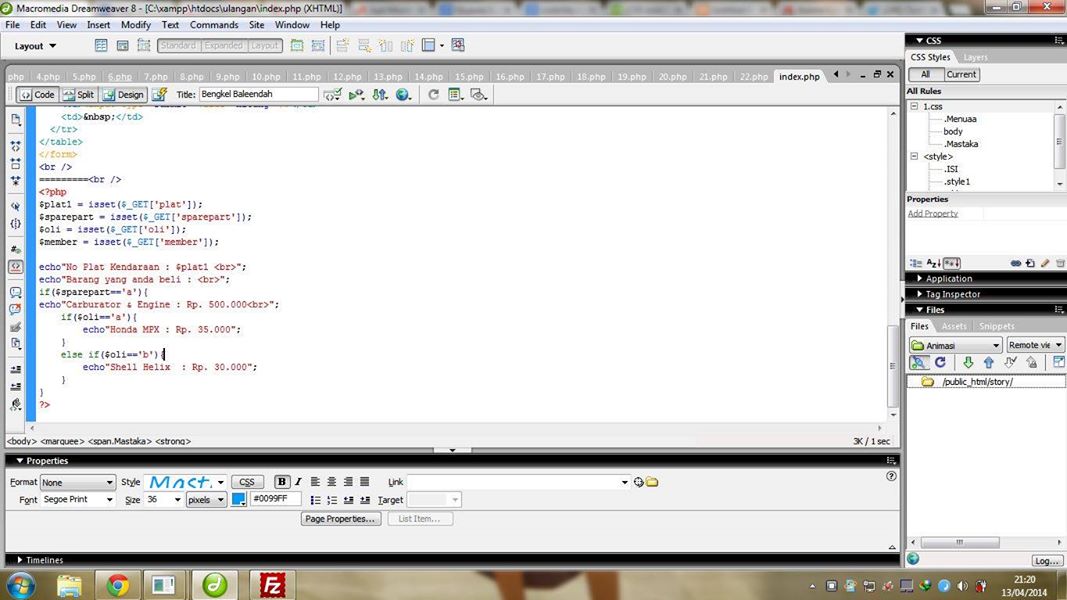 Macromedia Dreamweaver 8 - [C:\xampp\htdocs\ulangan\index.php (XHTML)]
File Edit View Insert Modify Text Commands Site Window Help
Layout Standard Expanded Layout
php 4.php 5.php 6.php 7.php 8.php 9.php 10.php 11.php 12.php 13.php 14.php 15.php 16.php 17.php 18.php 19.php 20.php 21.php 22.php index.php
Code Split Design Title: Bengkel Baleendah
<td>&nbsp;</td>
</tr>
</table>
</form>
<br />
=========<br />
<?php
$plat1 = isset($_GET['plat']);
$sparepart = isset($_GET['sparepart']);
$oli = isset($_GET['oli']);
$member = isset($_GET['member']);
echo"No Plat Kendaraan : $plat1 <br>";
echo"Barang yang anda beli : <br>";
if($sparepart=='a'){
echo"Carburator & Engine : Rp. 500.000<br>";
if($oli=='a'){
echo"Honda MPX : Rp. 35.000";
}
else if($oli=='b'){
echo"Shell Helix  : Rp. 30.000";
}
}
?>
<body> <marquee> <span.Mastaka> <strong>
3K / 1 sec
Properties
Format None Style CSS B I Link
Font Segoe Print Size 36 pixels #0099FF Target
Page Properties... List Item...
Timelines
CSS
CSS Styles Layers
All Current
All Rules
1.css
.Menuaa
body
.Mastaka
<style>
.ISI
.style1
Properties
Add Property
Application
Tag Inspector
Files
Files Assets Snippets
Animasi Remote vie
/public_html/story/
Log...
21:20
13/04/2014